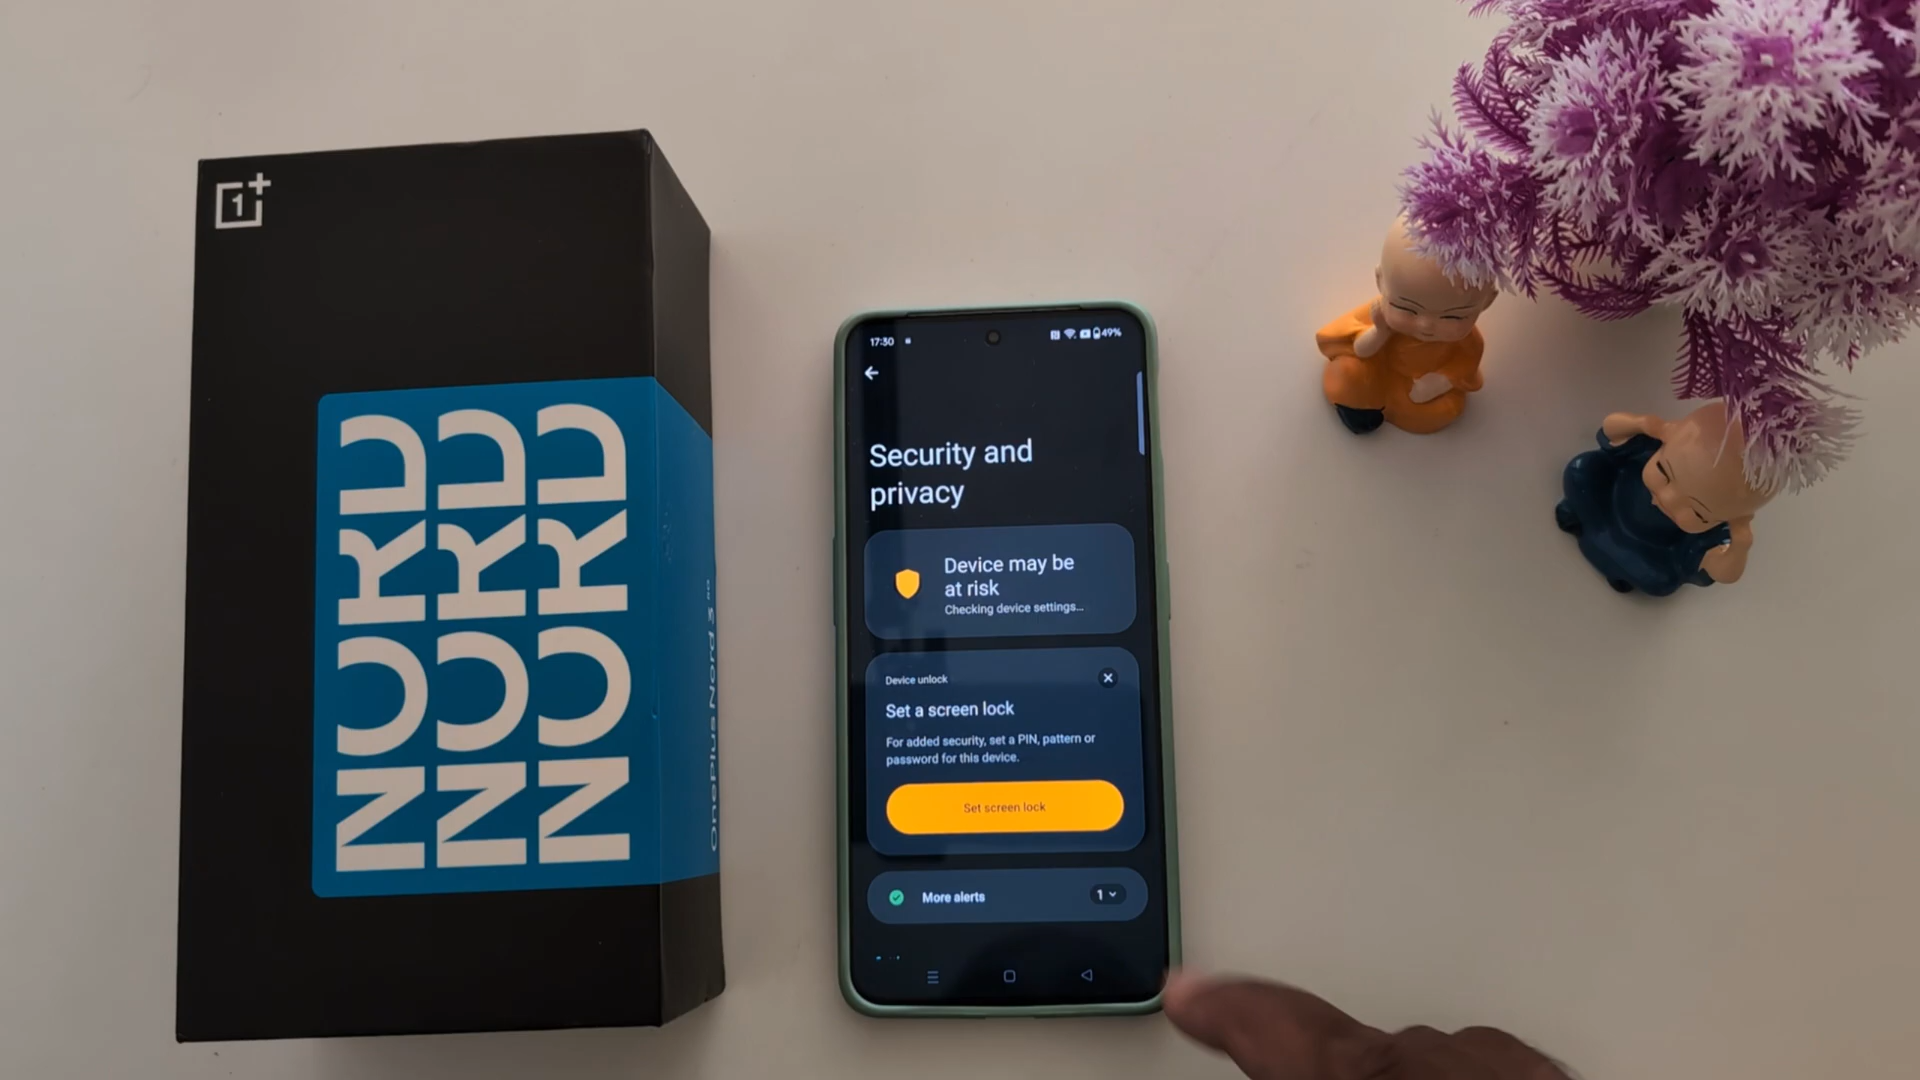 1+
NORD
NORD
NORD
OnePlus Nord 3 5G
17:30
49%
Security and
privacy
Device may be
at risk
Checking device settings...
Device unlock
Set a screen lock
For added security, set a PIN, pattern or
password for this device.
Set screen lock
More alerts
1